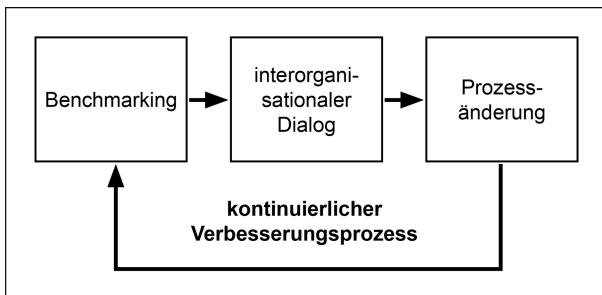 Benchmarking
interorgani-
sationaler
Dialog
Prozess-
änderung
kontinuierlicher
Verbesserungsprozess